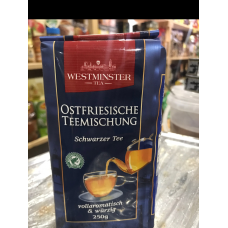 WESTMINSTER
TEA
OSTFRIESISCHE
TEEMISCHUNG
Schwarzer Tee
vollaromatisch
& würzig
250g